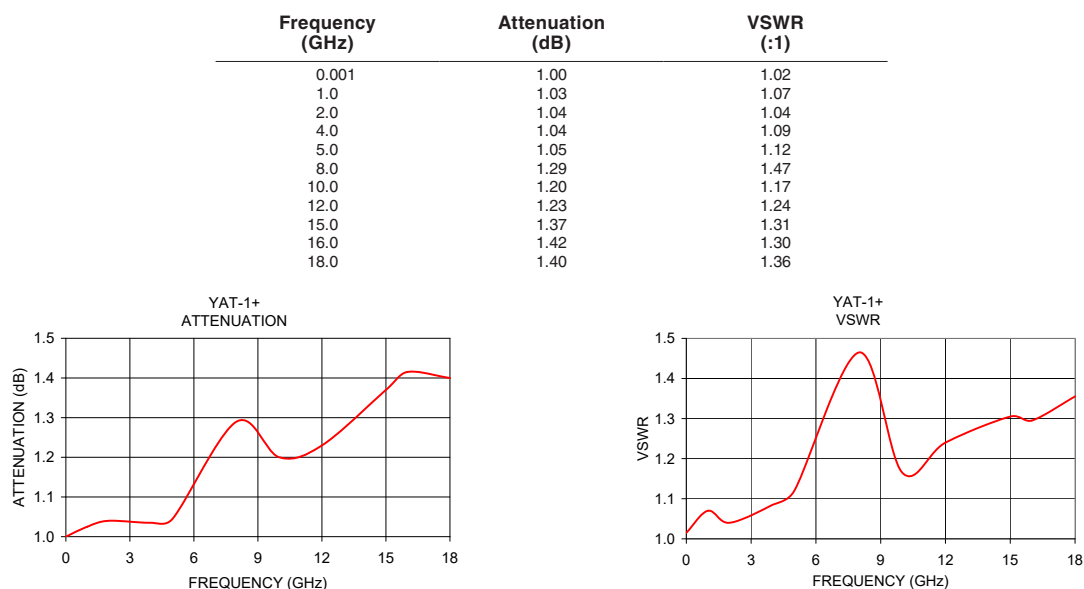 Frequency Attenuation VSWR
(GHz) (dB) (:1)
0.001 1.00 1.02
1.0 1.03 1.07
2.0 1.04 1.04
4.0 1.04 1.09
5.0 1.05 1.12
8.0 1.29 1.47
10.0 1.20 1.17
12.0 1.23 1.24
15.0 1.37 1.31
16.0 1.42 1.30
18.0 1.40 1.36
YAT-1+
ATTENUATION
1.5
1.4
1.3
1.2
1.1
1.0
ATTENUATION (dB)
0 3 6 9 12 15 18
FREQUENCY (GHz)
YAT-1+
VSWR
1.5
1.4
1.3
1.2
1.1
1.0
VSWR
0 3 6 9 12 15 18
FREQUENCY (GHz)